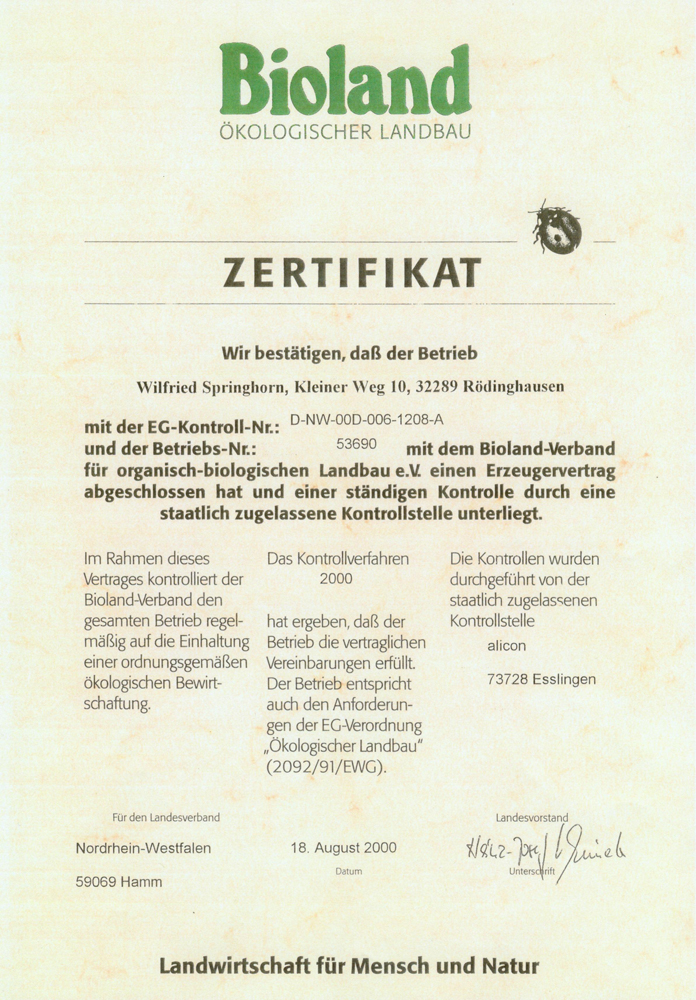 Bioland
ÖKOLOGISCHER LANDBAU
ZERTIFIKAT
Wir bestätigen, daß der Betrieb
Wilfried Springhorn, Kleiner Weg 10, 32289 Rödinghausen
mit der EG-Kontroll-Nr.: D-NW-00D-006-1208-A
und der Betriebs-Nr.: 53690 mit dem Bioland-Verband
für organisch-biologischen Landbau e.V. einen Erzeugervertrag
abgeschlossen hat und einer ständigen Kontrolle durch eine
staatlich zugelassene Kontrollstelle unterliegt.
Im Rahmen dieses
Vertrages kontrolliert der
Bioland-Verband den
gesamten Betrieb regel-
mäßig auf die Einhaltung
einer ordnungsgemäßen
ökologischen Bewirt-
schaftung.
Das Kontrollverfahren
2000
hat ergeben, daß der
Betrieb die vertraglichen
Vereinbarungen erfüllt.
Der Betrieb entspricht
auch den Anforderun-
gen der EG-Verordnung
„Ökologischer Landbau“
(2092/91/EWG).
Die Kontrollen wurden
durchgeführt von der
staatlich zugelassenen
Kontrollstelle
alicon
73728 Esslingen
Für den Landesverband
Nordrhein-Westfalen
59069 Hamm
18. August 2000
Datum
Landesvorstand
Unterschrift
Landwirtschaft für Mensch und Natur